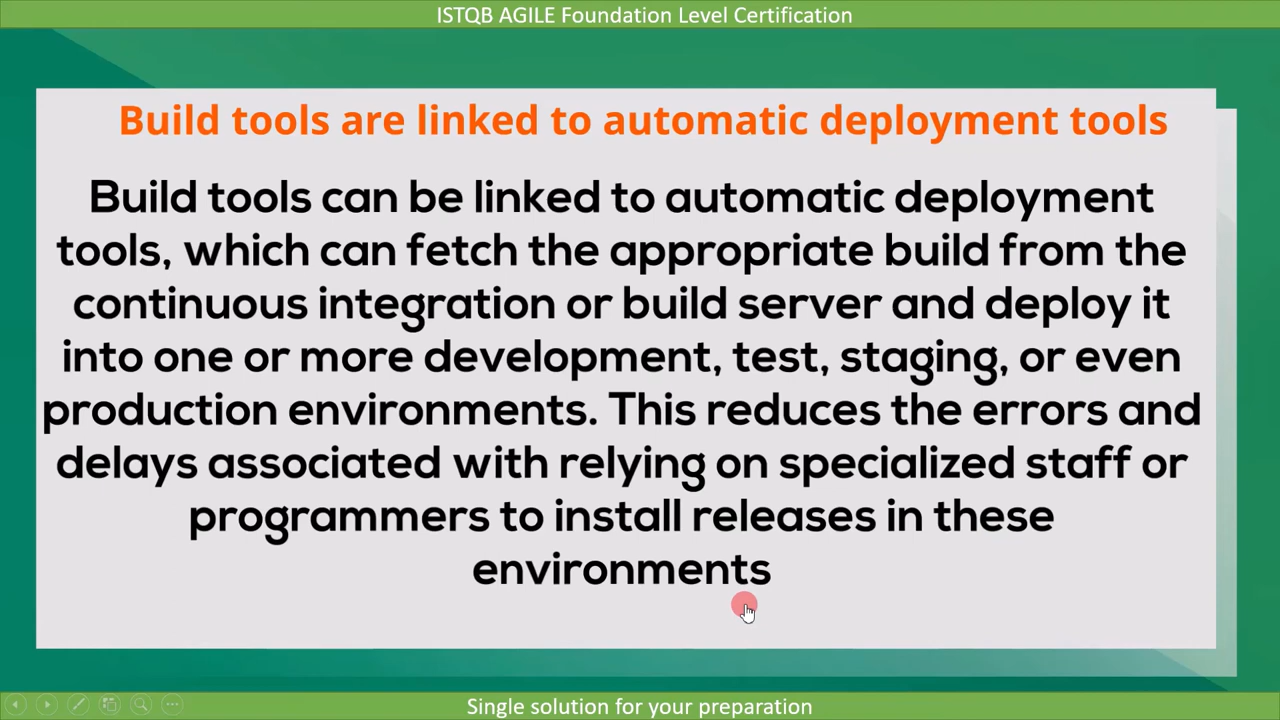 ISTQB AGILE Foundation Level Certification
Build tools are linked to automatic deployment tools
Build tools can be linked to automatic deployment
tools, which can fetch the appropriate build from the
continuous integration or build server and deploy it
into one or more development, test, staging, or even
production environments. This reduces the errors and
delays associated with relying on specialized staff or
programmers to install releases in these
environments
Single solution for your preparation